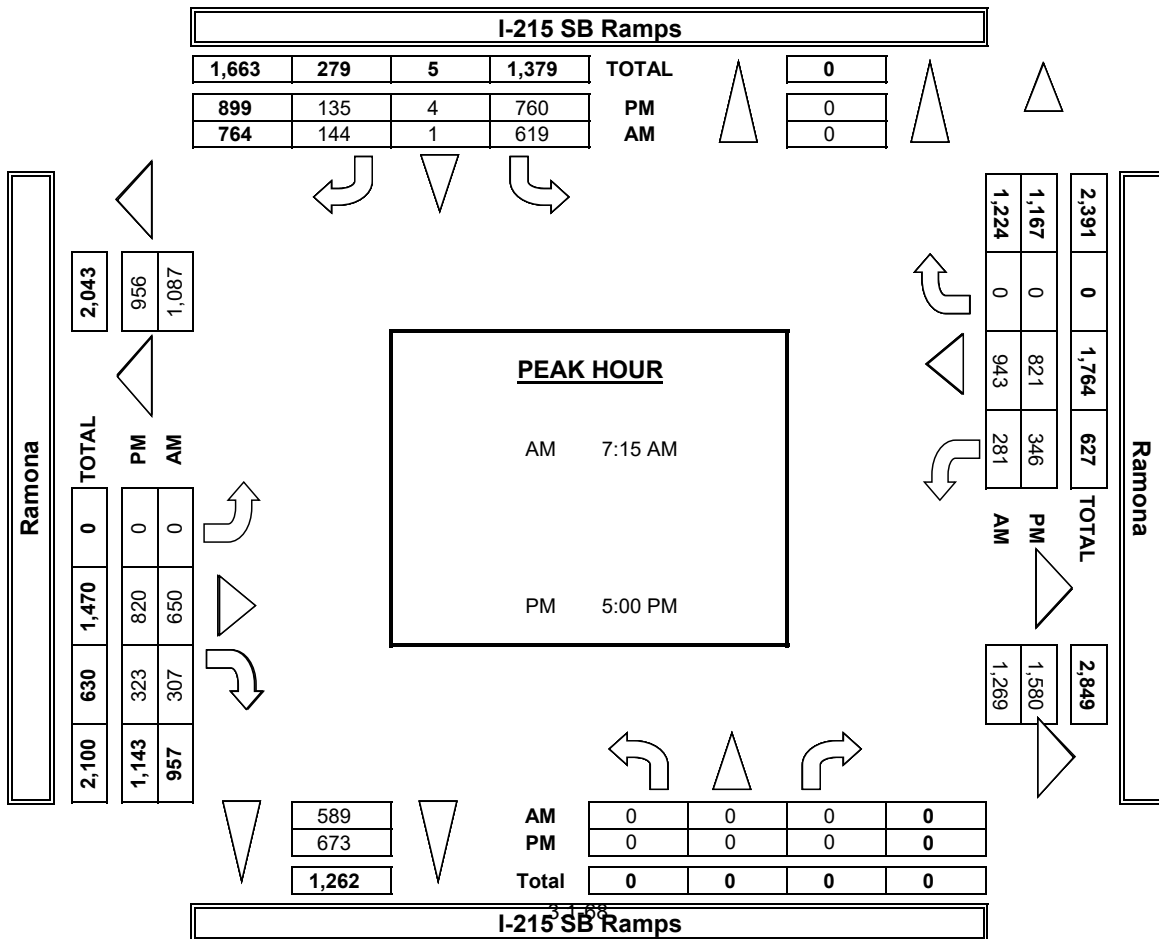 I-215 SB Ramps
1,663 279 5 1,379 TOTAL 0
899 135 4 760 PM 0
764 144 1 619 AM 0
Ramona
2,043
956
1,087
TOTAL
PM
AM
0 1,470 630 2,100
0 820 323 1,143
0 650 307 957
PEAK HOUR
AM 7:15 AM
PM 5:00 PM
2,391 0 1,764 627 TOTAL
1,167 0 821 346 PM
1,224 0 943 281 AM
2,849
1,580
1,269
Ramona
589 AM 0 0 0 0
673 PM 0 0 0 0
1,262 Total 0 0 0 0
3-1-68
I-215 SB Ramps